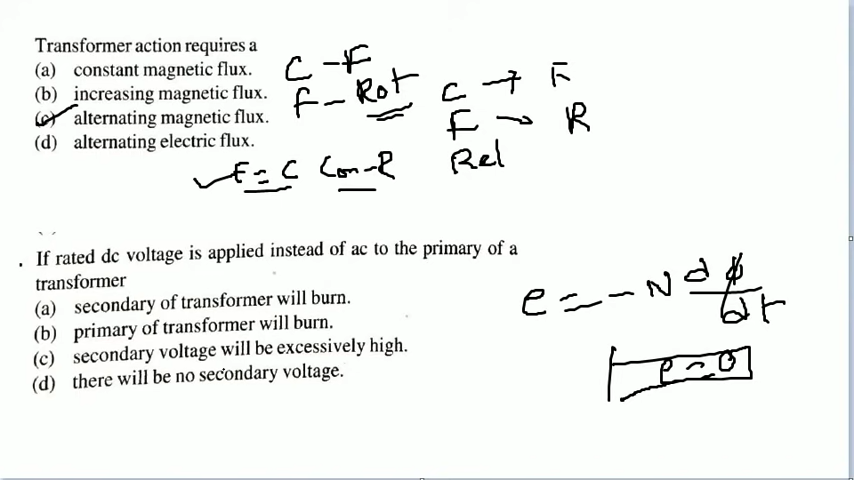 Transformer action requires a
(a) constant magnetic flux.
(b) increasing magnetic flux.
(c) alternating magnetic flux.
(d) alternating electric flux.
C - F
F - Rot
C → F
F → R
Rel
F = C Con-R
. If rated dc voltage is applied instead of ac to the primary of a
transformer
(a) secondary of transformer will burn.
(b) primary of transformer will burn.
(c) secondary voltage will be excessively high.
(d) there will be no secondary voltage.
e = - N dϕ/dt
e = 0